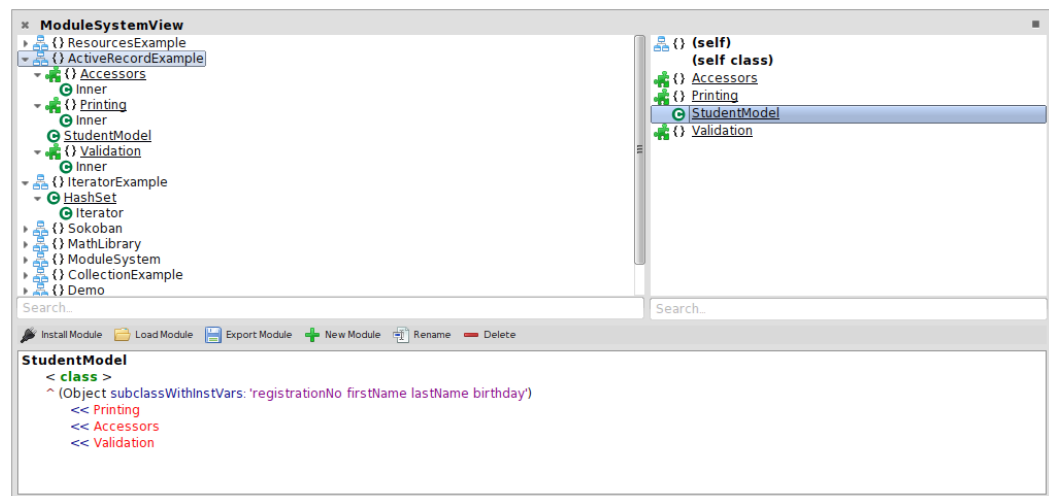 ModuleSystemView
{} ResourcesExample
{} ActiveRecordExample
{} Accessors
Inner
{} Printing
Inner
StudentModel
{} Validation
Inner
{} IteratorExample
HashSet
Iterator
{} Sokoban
{} MathLibrary
{} ModuleSystem
{} CollectionExample
{} Demo
Search...
{} (self)
(self class)
{} Accessors
{} Printing
StudentModel
{} Validation
Search...
Install Module Load Module Export Module New Module Rename Delete
StudentModel
< class >
^ (Object subclassWithInstVars: 'registrationNo firstName lastName birthday')
<< Printing
<< Accessors
<< Validation